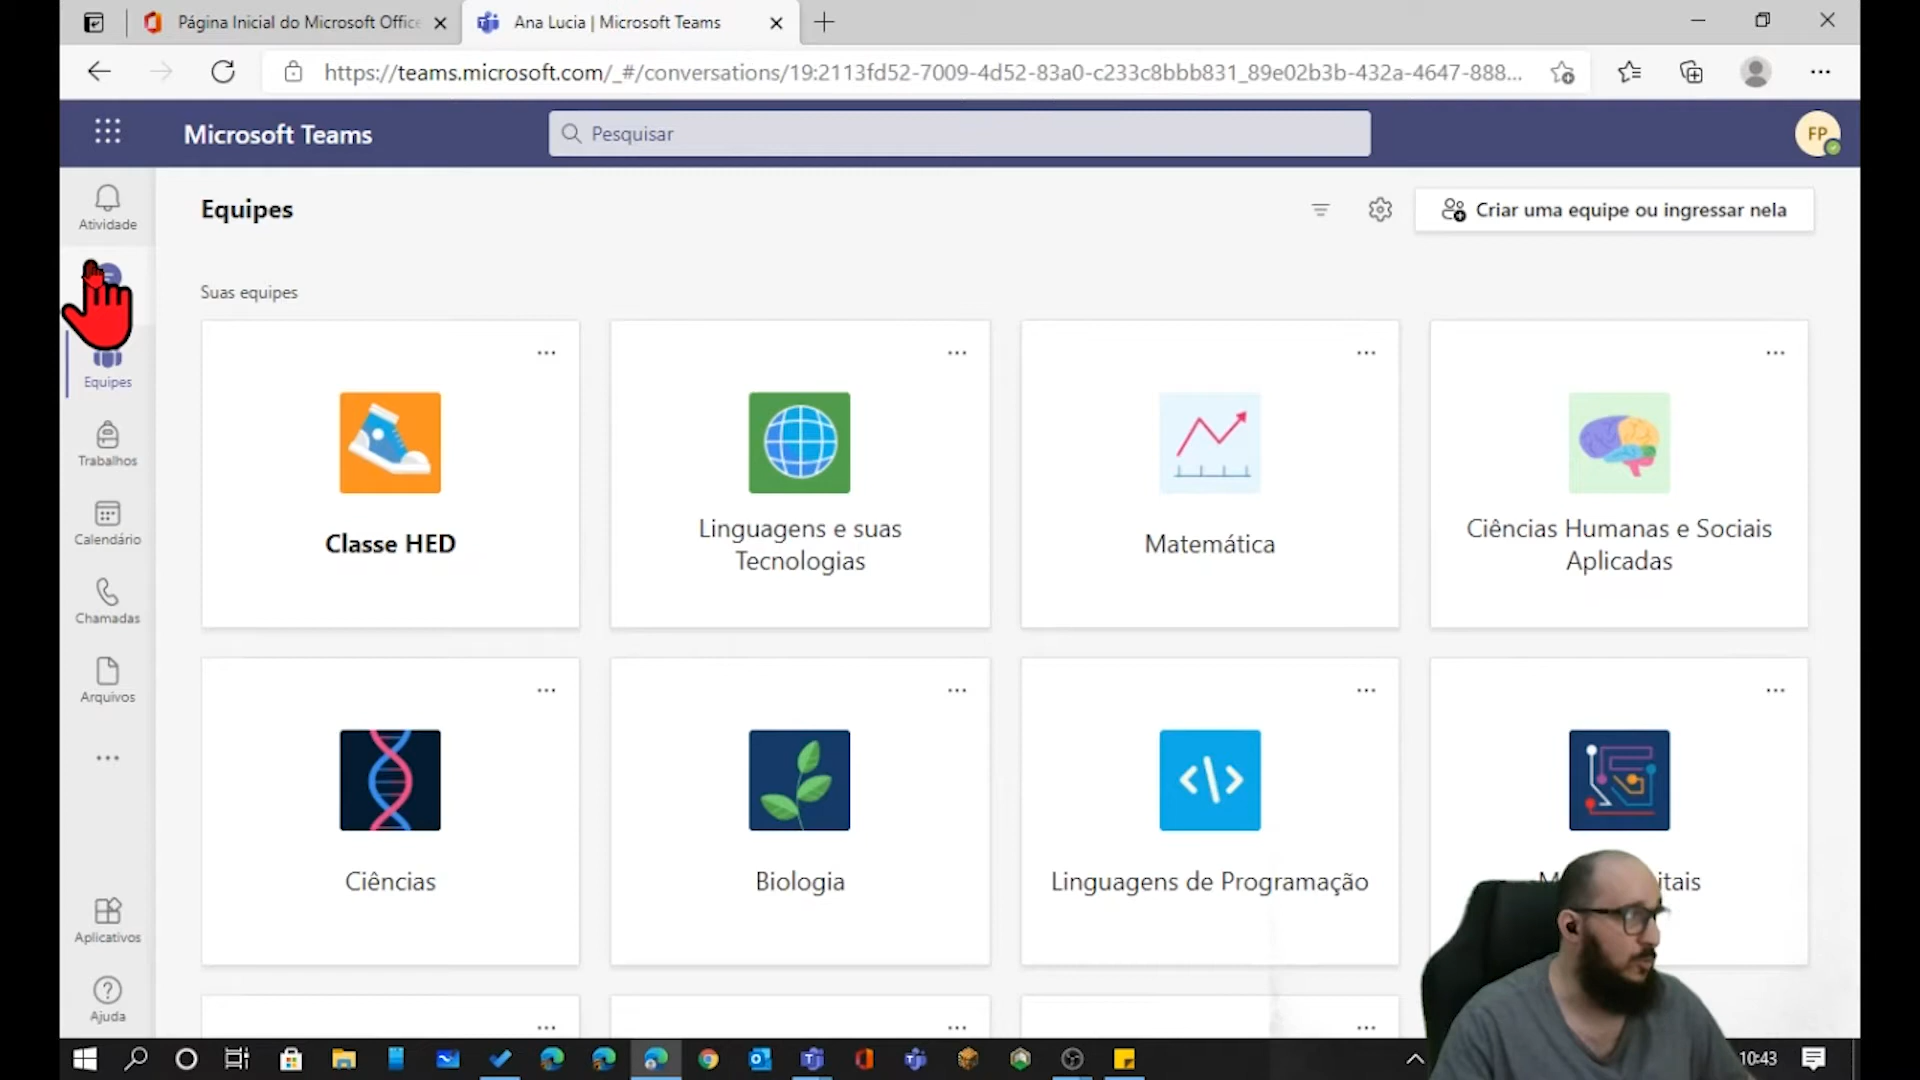 Página Inicial do Microsoft Office
Ana Lucia | Microsoft Teams
https://teams.microsoft.com/_#/conversations/19:2113fd52-7009-4d52-83a0-c233c8bbb831_89e02b3b-432a-4647-888...
Microsoft Teams
Pesquisar
FP
Atividade
Equipes
Trabalhos
Calendário
Chamadas
Arquivos
Aplicativos
Ajuda
Equipes
Criar uma equipe ou ingressar nela
Suas equipes
Classe HED
Linguagens e suas
Tecnologias
Matemática
Ciências Humanas e Sociais
Aplicadas
Ciências
Biologia
Linguagens de Programação
10:43